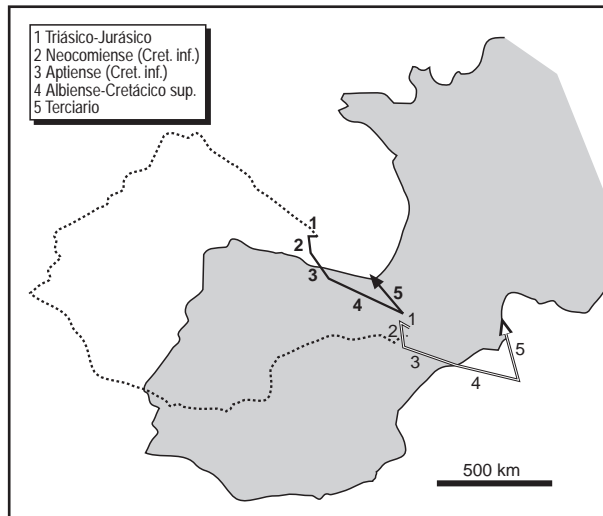 1 Triásico-Jurásico
2 Neocomiense (Cret. inf.)
3 Aptiense (Cret. inf.)
4 Albiense-Cretácico sup.
5 Terciario
1
2
3
4
5
1
2
3
4
5
500 km